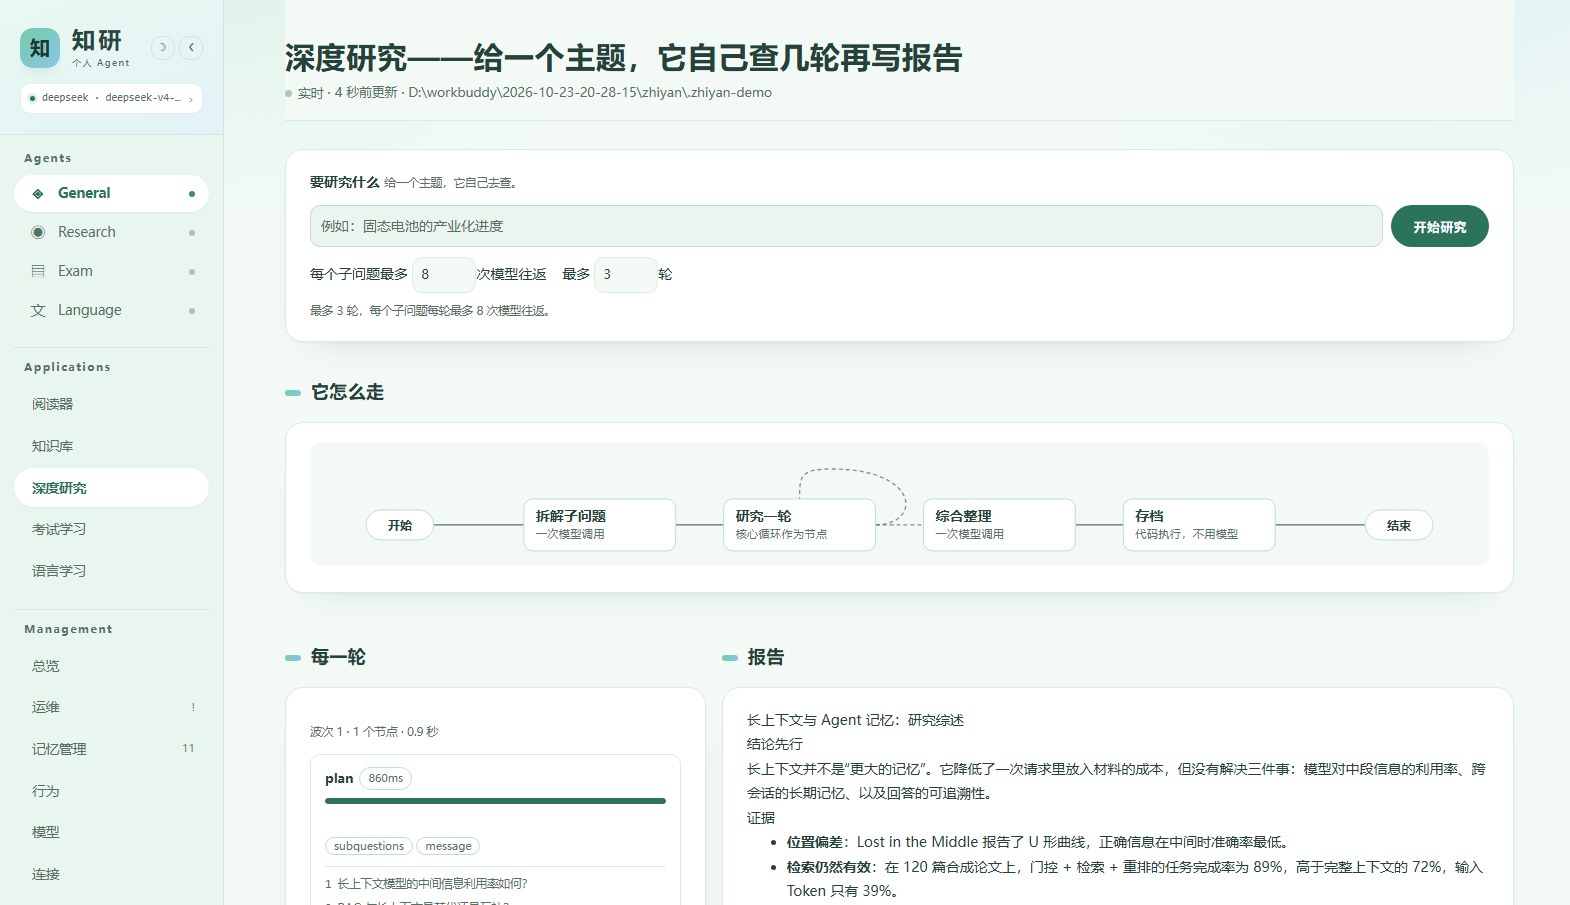 知
知研
个人 Agent
deepseek · deepseek-v4-…
Agents
General
Research
Exam
文 Language
Applications
阅读器
知识库
深度研究
考试学习
语言学习
Management
总览
运维 !
记忆管理 11
行为
模型
连接
深度研究——给一个主题，它自己查几轮再写报告
实时 · 4 秒前更新 · D:\workbuddy\2026-10-23-20-28-15\zhiyan\.zhiyan-demo
要研究什么 给一个主题，它自己去查。
例如：固态电池的产业化进度
开始研究
每个子问题最多 8 次模型往返 最多 3 轮
最多 3 轮，每个子问题每轮最多 8 次模型往返。
它怎么走
开始
拆解子问题
一次模型调用
研究一轮
核心循环作为节点
综合整理
一次模型调用
存档
代码执行，不用模型
结束
每一轮
波次 1 · 1 个节点 · 0.9 秒
plan 860ms
subquestions message
1 长上下文模型的中间信息利用率如何?
报告
长上下文与 Agent 记忆：研究综述
结论先行
长上下文并不是“更大的记忆”。它降低了一次请求里放入材料的成本，但没有解决三件事：模型对中段信息的利用率、跨
会话的长期记忆、以及回答的可追溯性。
证据
• 位置偏差：Lost in the Middle 报告了 U 形曲线，正确信息在中间时准确率最低。
• 检索仍然有效：在 120 篇合成论文上，门控 + 检索 + 重排的任务完成率为 89%，高于完整上下文的 72%，输入
Token 只有 39%。